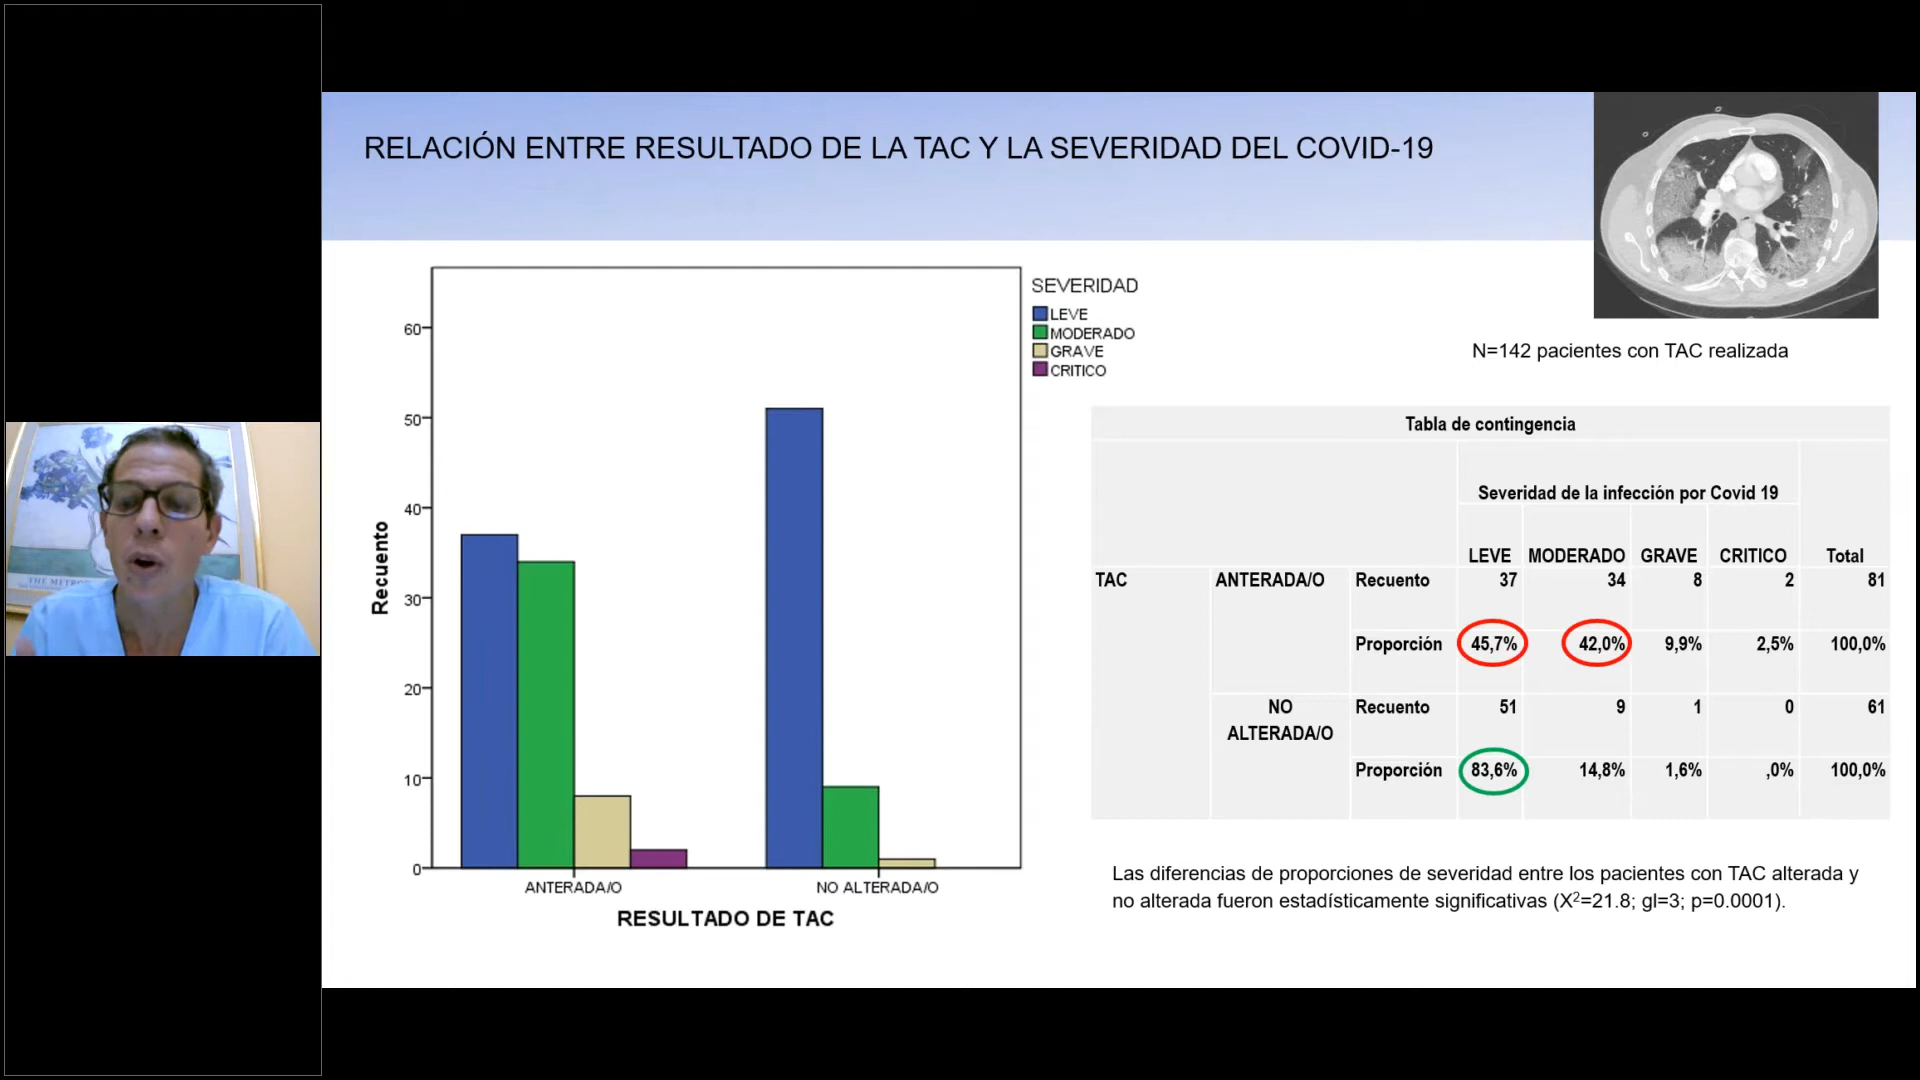 RELACIÓN ENTRE RESULTADO DE LA TAC Y LA SEVERIDAD DEL COVID-19
THE METRO
60
50
40
30
20
10
0
Recuento
ANTERADA/O NO ALTERADA/O
RESULTADO DE TAC
SEVERIDAD
LEVE
MODERADO
GRAVE
CRITICO
N=142 pacientes con TAC realizada
Tabla de contingencia
Severidad de la infección por Covid 19
LEVE MODERADO GRAVE CRITICO Total
TAC ANTERADA/O Recuento 37 34 8 2 81
Proporción 45,7% 42,0% 9,9% 2,5% 100,0%
NO Recuento 51 9 1 0 61
ALTERADA/O
Proporción 83,6% 14,8% 1,6% ,0% 100,0%
Las diferencias de proporciones de severidad entre los pacientes con TAC alterada y
no alterada fueron estadísticamente significativas (X²=21.8; gl=3; p=0.0001).